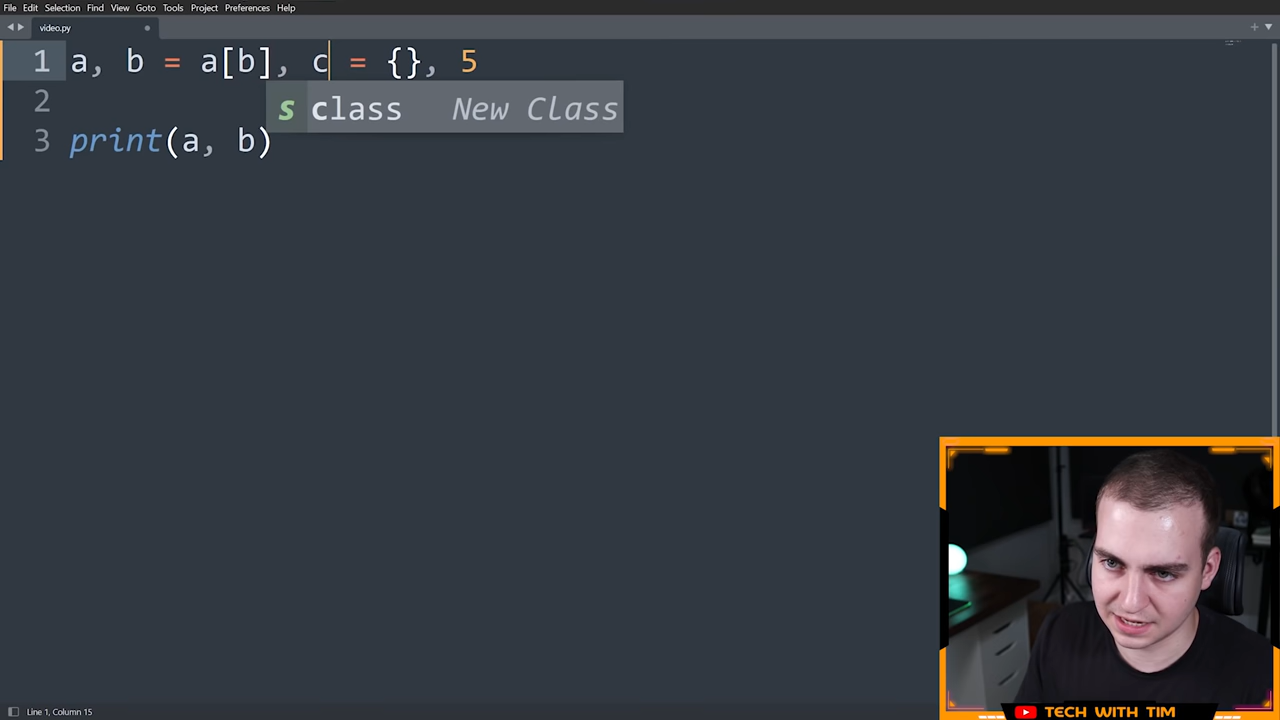 File Edit Selection Find View Goto Tools Project Preferences Help
video.py
1 a, b = a[b], c = {}, 5
s class New Class
2
3 print(a, b)
TECH WITH TIM
Line 1, Column 15